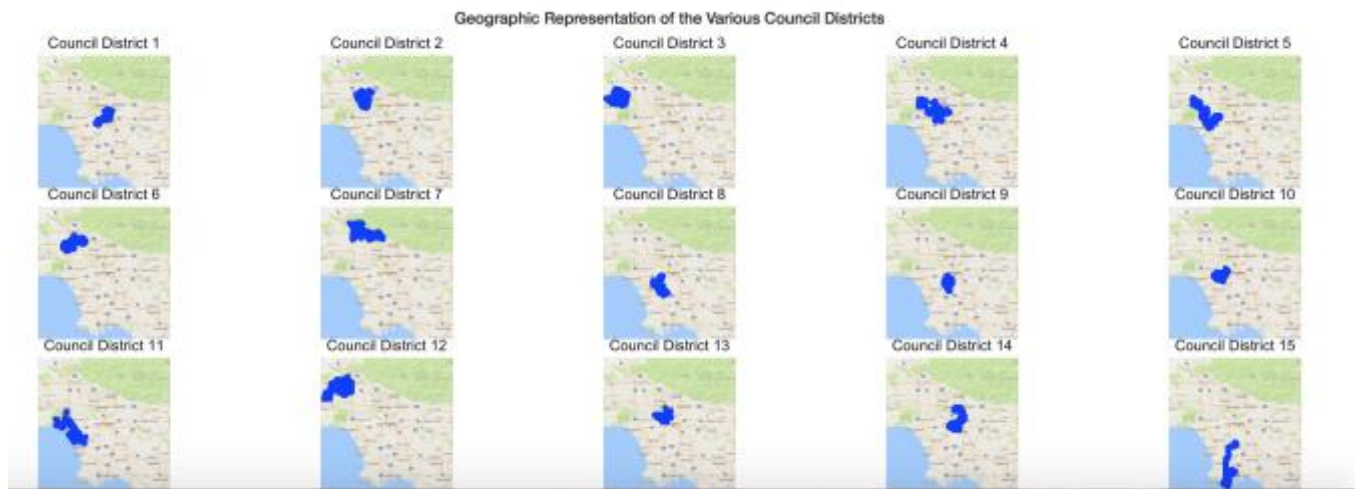 Geographic Representation of the Various Council Districts
Council District 1
Council District 2
Council District 3
Council District 4
Council District 5
Council District 6
Council District 7
Council District 8
Council District 9
Council District 10
Council District 11
Council District 12
Council District 13
Council District 14
Council District 15